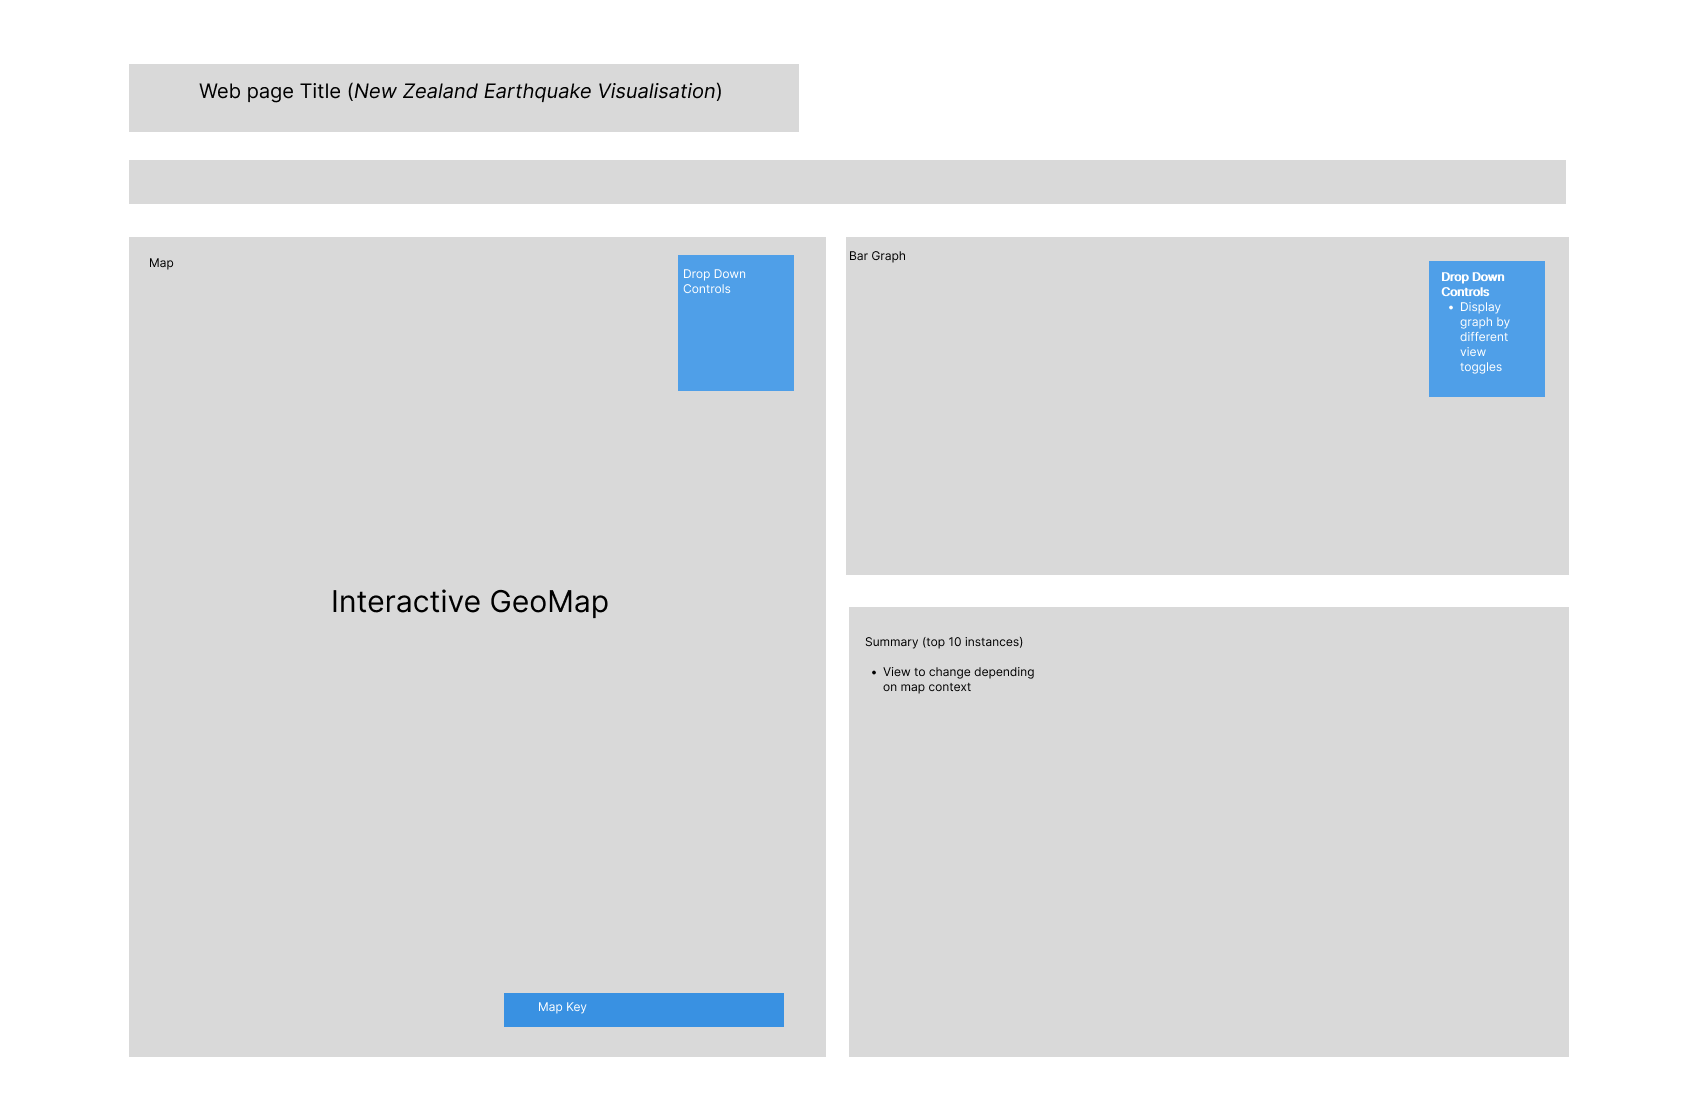 Web page Title (New Zealand Earthquake Visualisation)
Map
Drop Down
Controls
Interactive GeoMap
Map Key
Bar Graph
Drop Down
Controls
• Display
graph by
different
view
toggles
Summary (top 10 instances)
• View to change depending
on map context